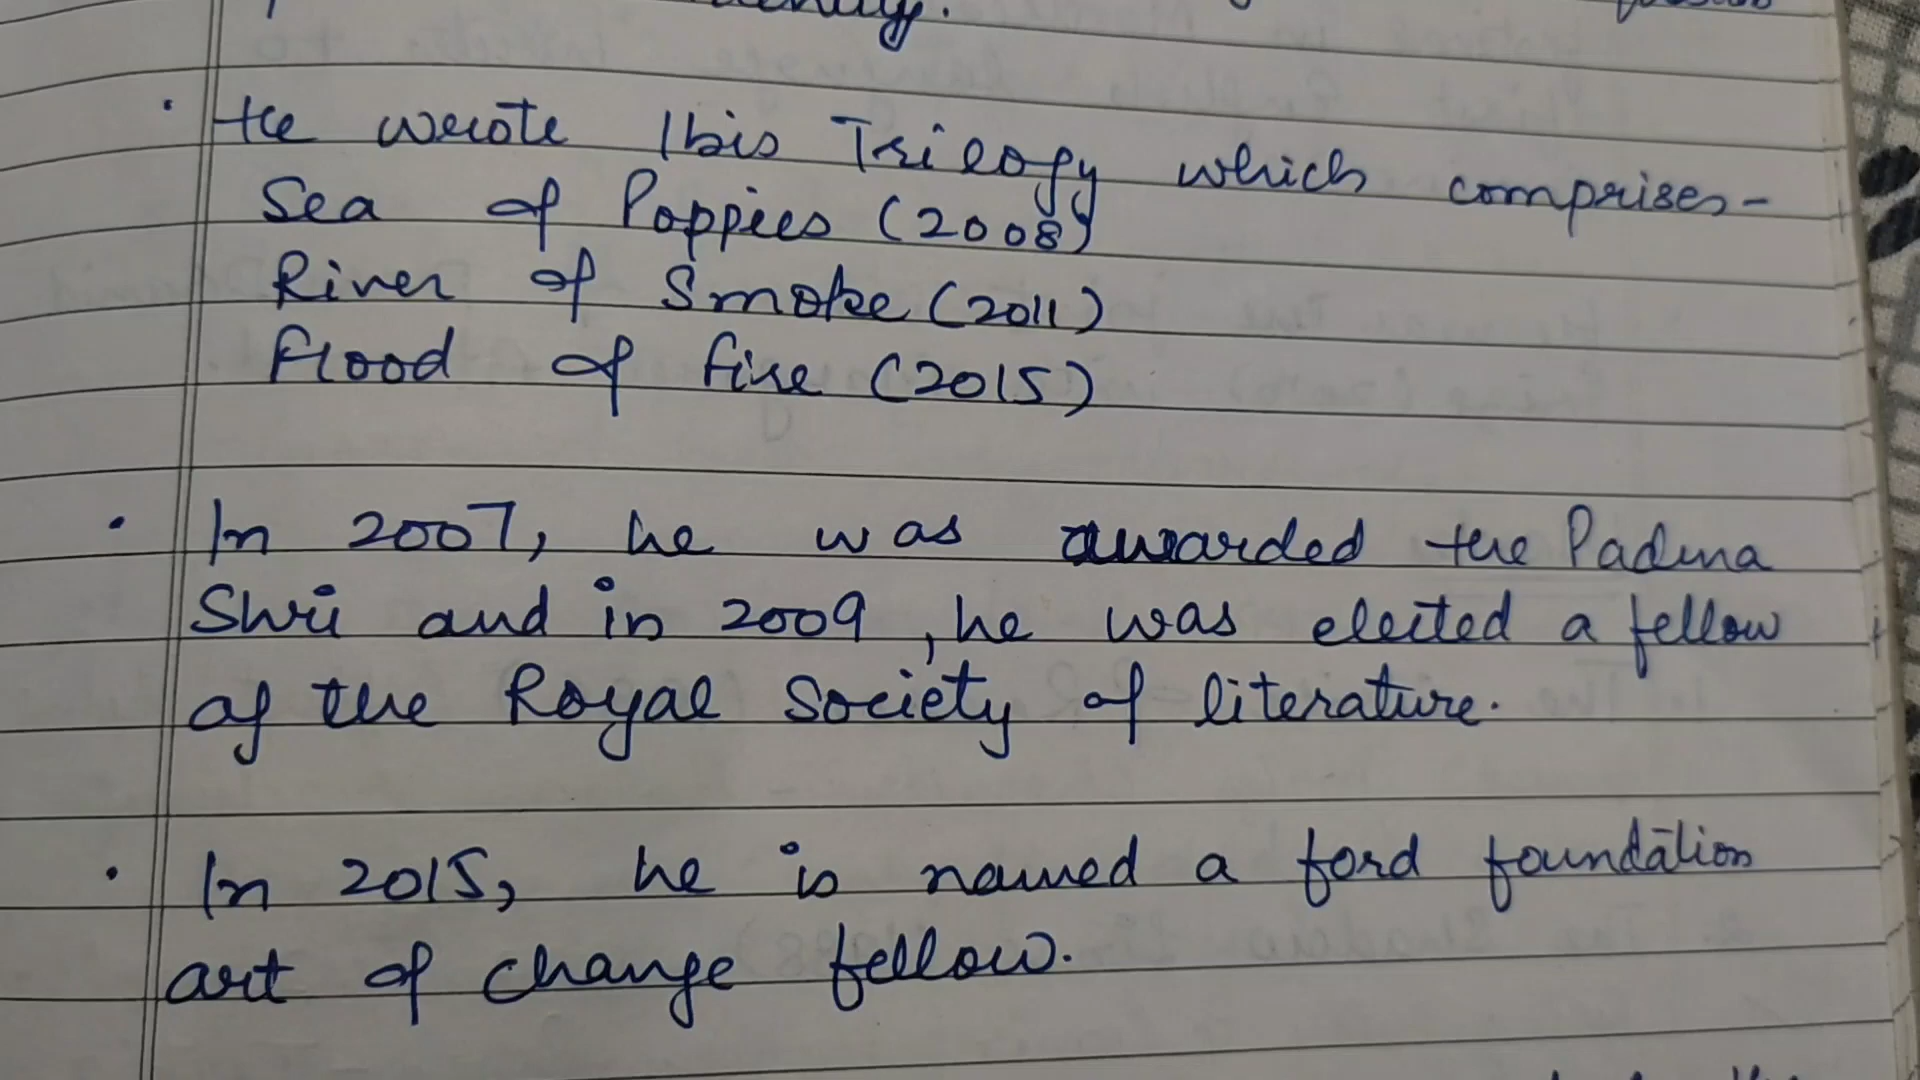 • He wrote Ibis Trilogy which comprises-
Sea of Poppies (2008)
River of Smoke (2011)
Flood of fire (2015)
• In 2007, he was awarded the Padma
Shri and in 2009, he was elected a fellow
of the Royal Society of literature.
• In 2015, he is named a ford foundation
art of change fellow.